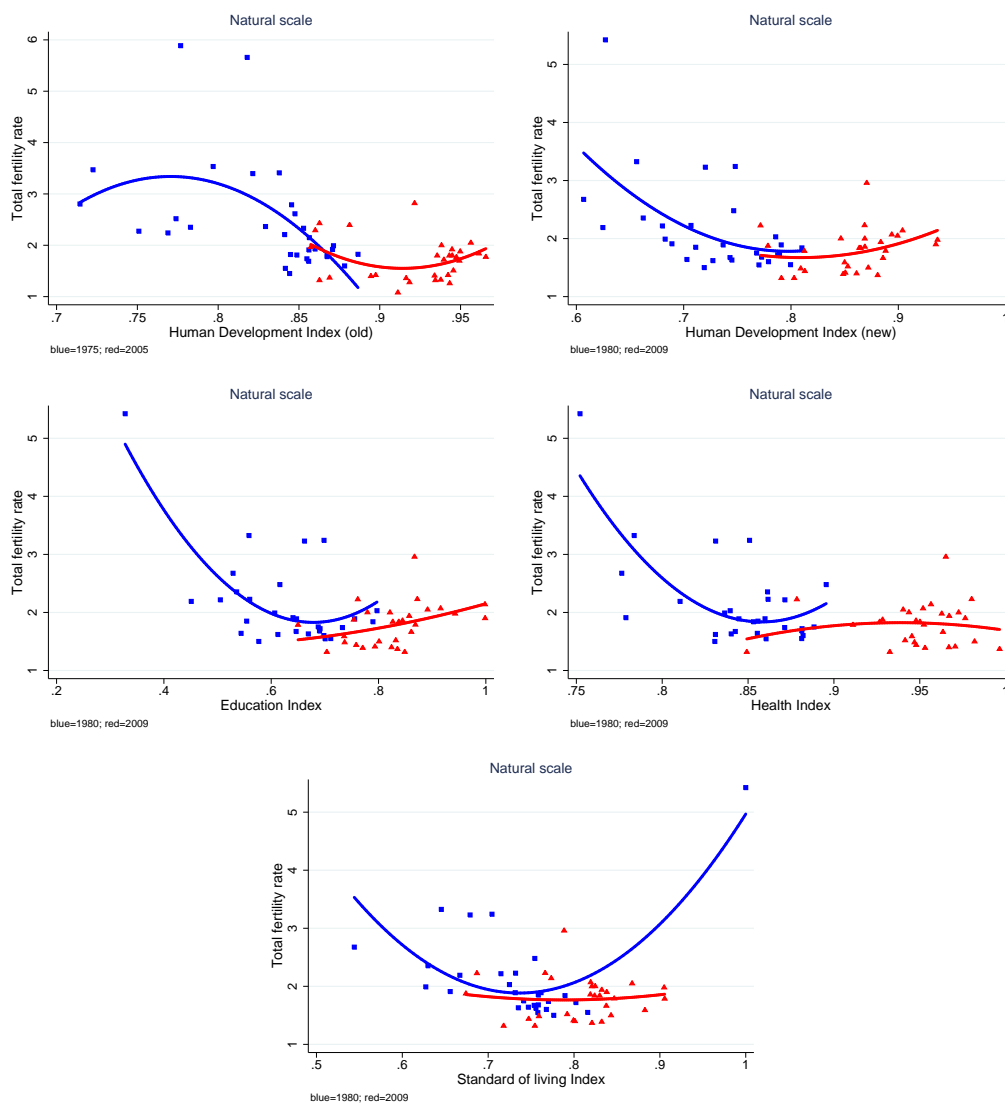 Natural scale
Total fertility rate
6
5
4
3
2
1
.7
.75
.8
.85
.9
.95
Human Development Index (old)
blue=1975; red=2005
Natural scale
Total fertility rate
5
4
3
2
1
.6
.7
.8
.9
1
Human Development Index (new)
blue=1980; red=2009
Natural scale
Total fertility rate
5
4
3
2
1
.2
.4
.6
.8
1
Education Index
blue=1980; red=2009
Natural scale
Total fertility rate
5
4
3
2
1
.75
.8
.85
.9
.95
1
Health Index
blue=1980; red=2009
Natural scale
Total fertility rate
5
4
3
2
1
.5
.6
.7
.8
.9
1
Standard of living Index
blue=1980; red=2009